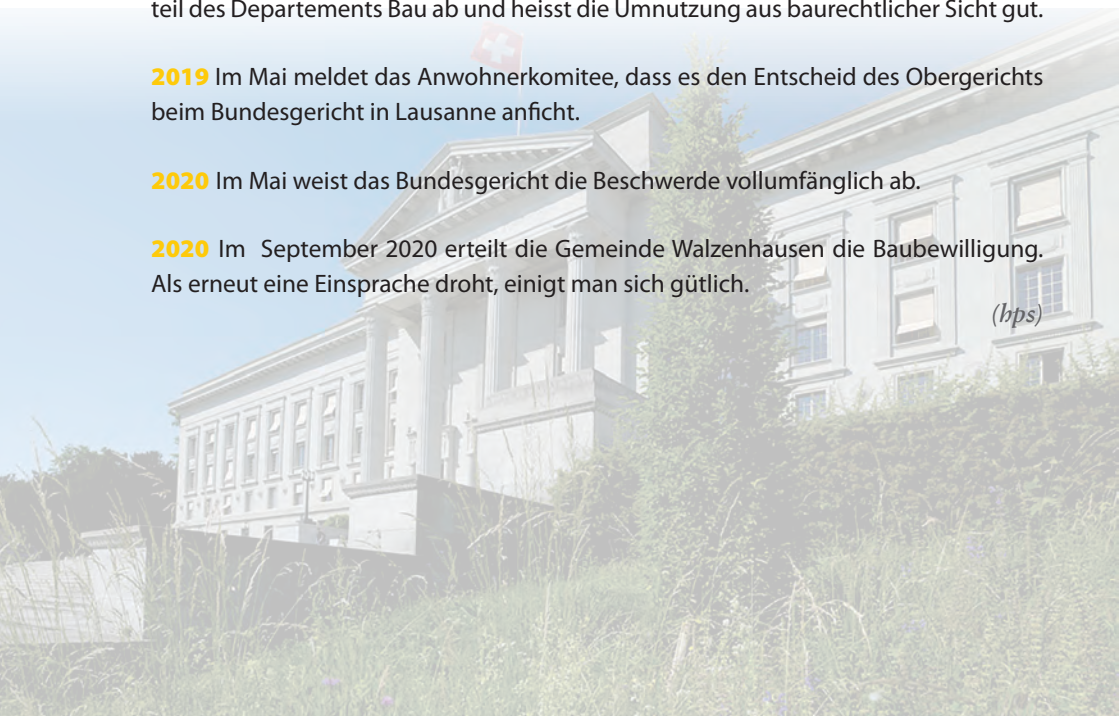 teil des Departements Bau ab und heisst die Umnutzung aus baurechtlicher Sicht gut.
2019 Im Mai meldet das Anwohnerkomitee, dass es den Entscheid des Obergerichts
beim Bundesgericht in Lausanne anficht.
2020 Im Mai weist das Bundesgericht die Beschwerde vollumfänglich ab.
2020 Im  September 2020 erteilt die Gemeinde Walzenhausen die Baubewilligung.
Als erneut eine Einsprache droht, einigt man sich gütlich.
(hps)